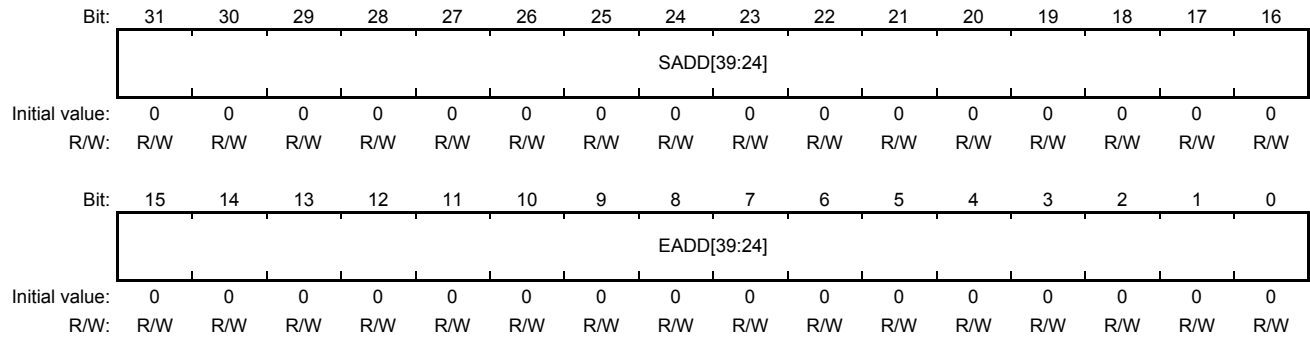 Bit: 31 30 29 28 27 26 25 24 23 22 21 20 19 18 17 16
SADD[39:24]
Initial value: 0 0 0 0 0 0 0 0 0 0 0 0 0 0 0 0
R/W: R/W R/W R/W R/W R/W R/W R/W R/W R/W R/W R/W R/W R/W R/W R/W R/W
Bit: 15 14 13 12 11 10 9 8 7 6 5 4 3 2 1 0
EADD[39:24]
Initial value: 0 0 0 0 0 0 0 0 0 0 0 0 0 0 0 0
R/W: R/W R/W R/W R/W R/W R/W R/W R/W R/W R/W R/W R/W R/W R/W R/W R/W